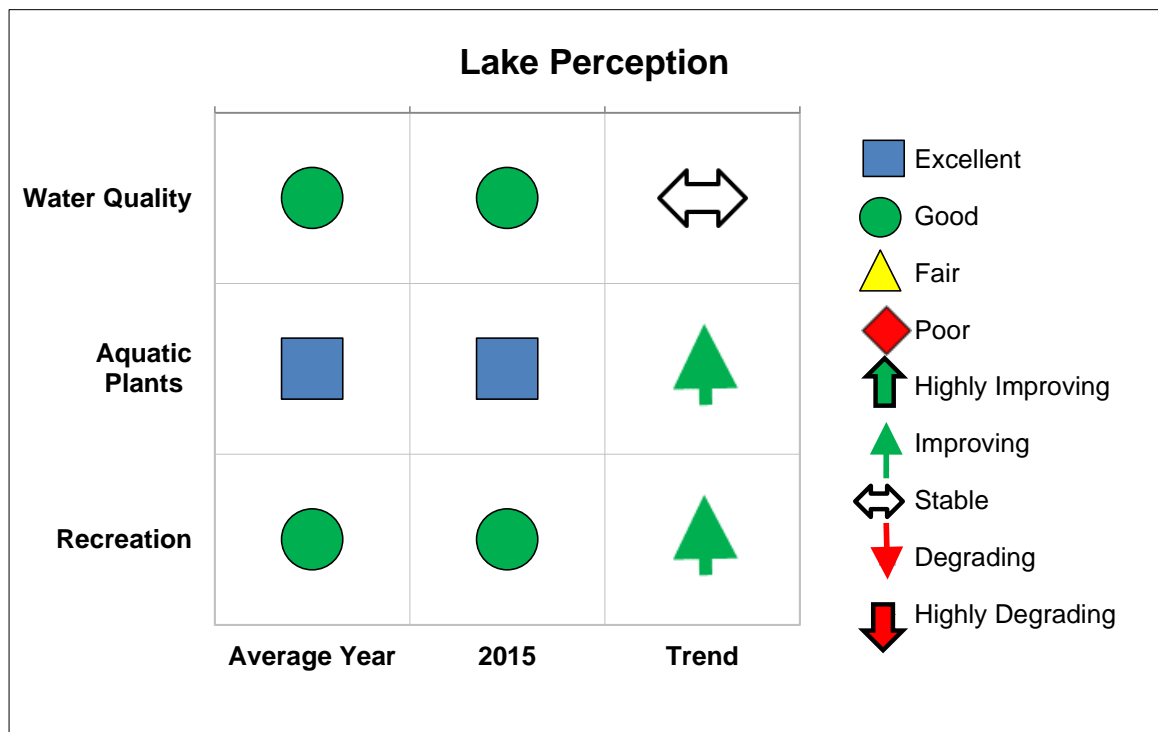 Lake Perception
Water Quality
Aquatic
Plants
Recreation
Average Year
2015
Trend
Excellent
Good
Fair
Poor
Highly Improving
Improving
Stable
Degrading
Highly Degrading